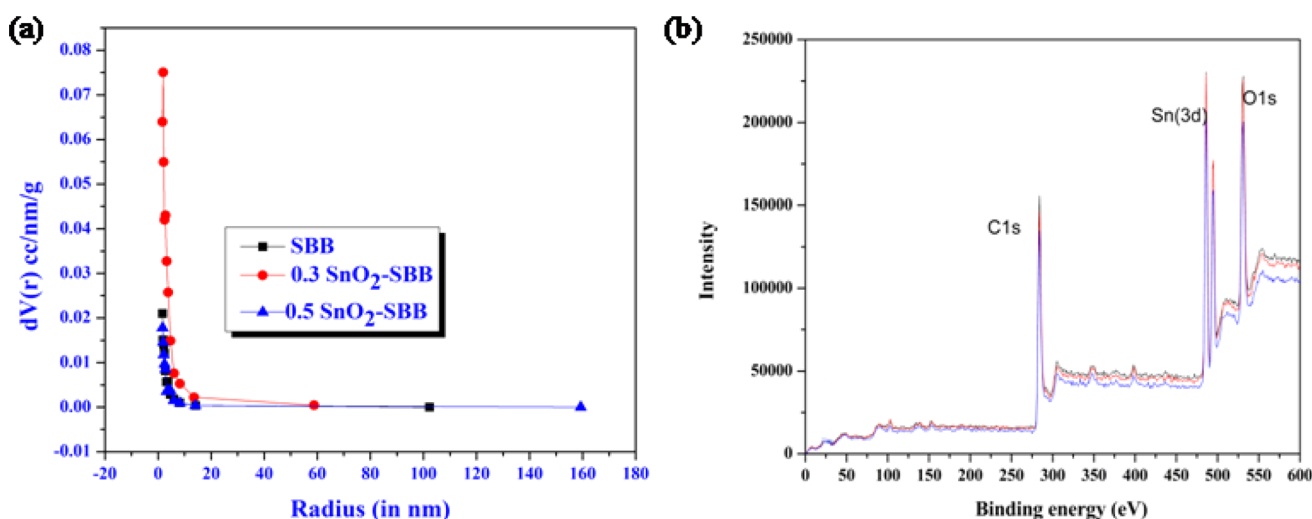 (a)
0.08
0.07
0.06
0.05
0.04
0.03
0.02
0.01
0.00
-0.01
dV(r) cc/nm/g
SBB
0.3 SnO₂-SBB
0.5 SnO₂-SBB
-20 0 20 40 60 80 100 120 140 160 180
Radius (in nm)
(b)
250000
200000
150000
100000
50000
0
Intensity
C1s
Sn(3d)
O1s
0 50 100 150 200 250 300 350 400 450 500 550 600
Binding energy (eV)